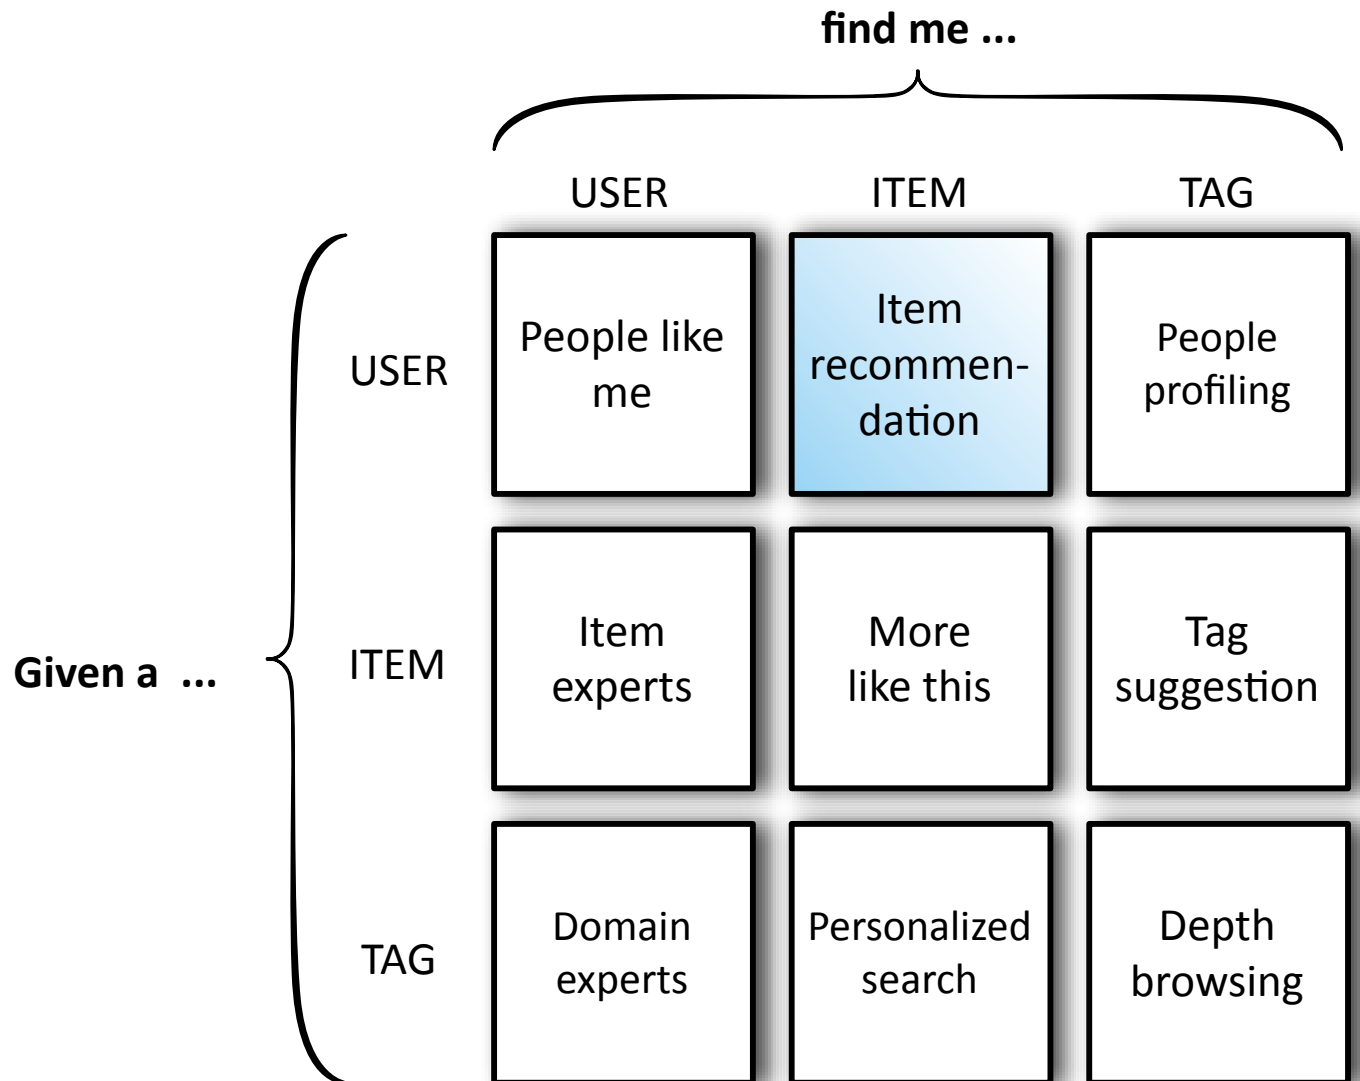 find me ...
USER ITEM TAG
Given a ...
USER
People like
me
Item
recommen-
dation
People
profiling
ITEM
Item
experts
More
like this
Tag
suggestion
TAG
Domain
experts
Personalized
search
Depth
browsing